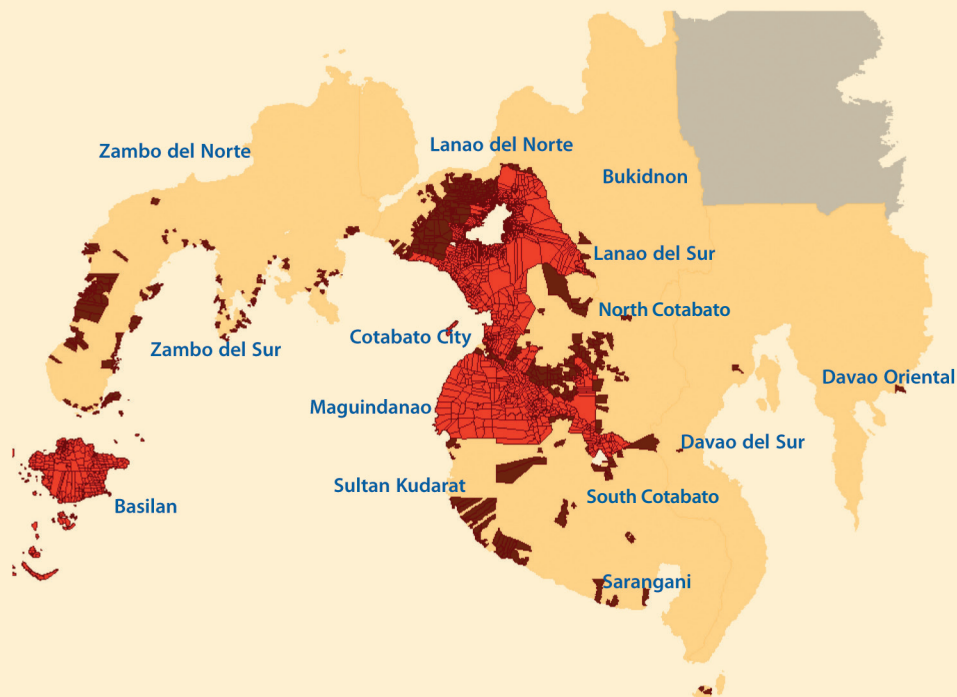 Lanao del Norte
Zambo del Norte
Bukidnon
Lanao del Sur
North Cotabato
Cotabato City
Zambo del Sur
Davao Oriental
Maguindanao
Davao del Sur
Sultan Kudarat
South Cotabato
Basilan
Sarangani